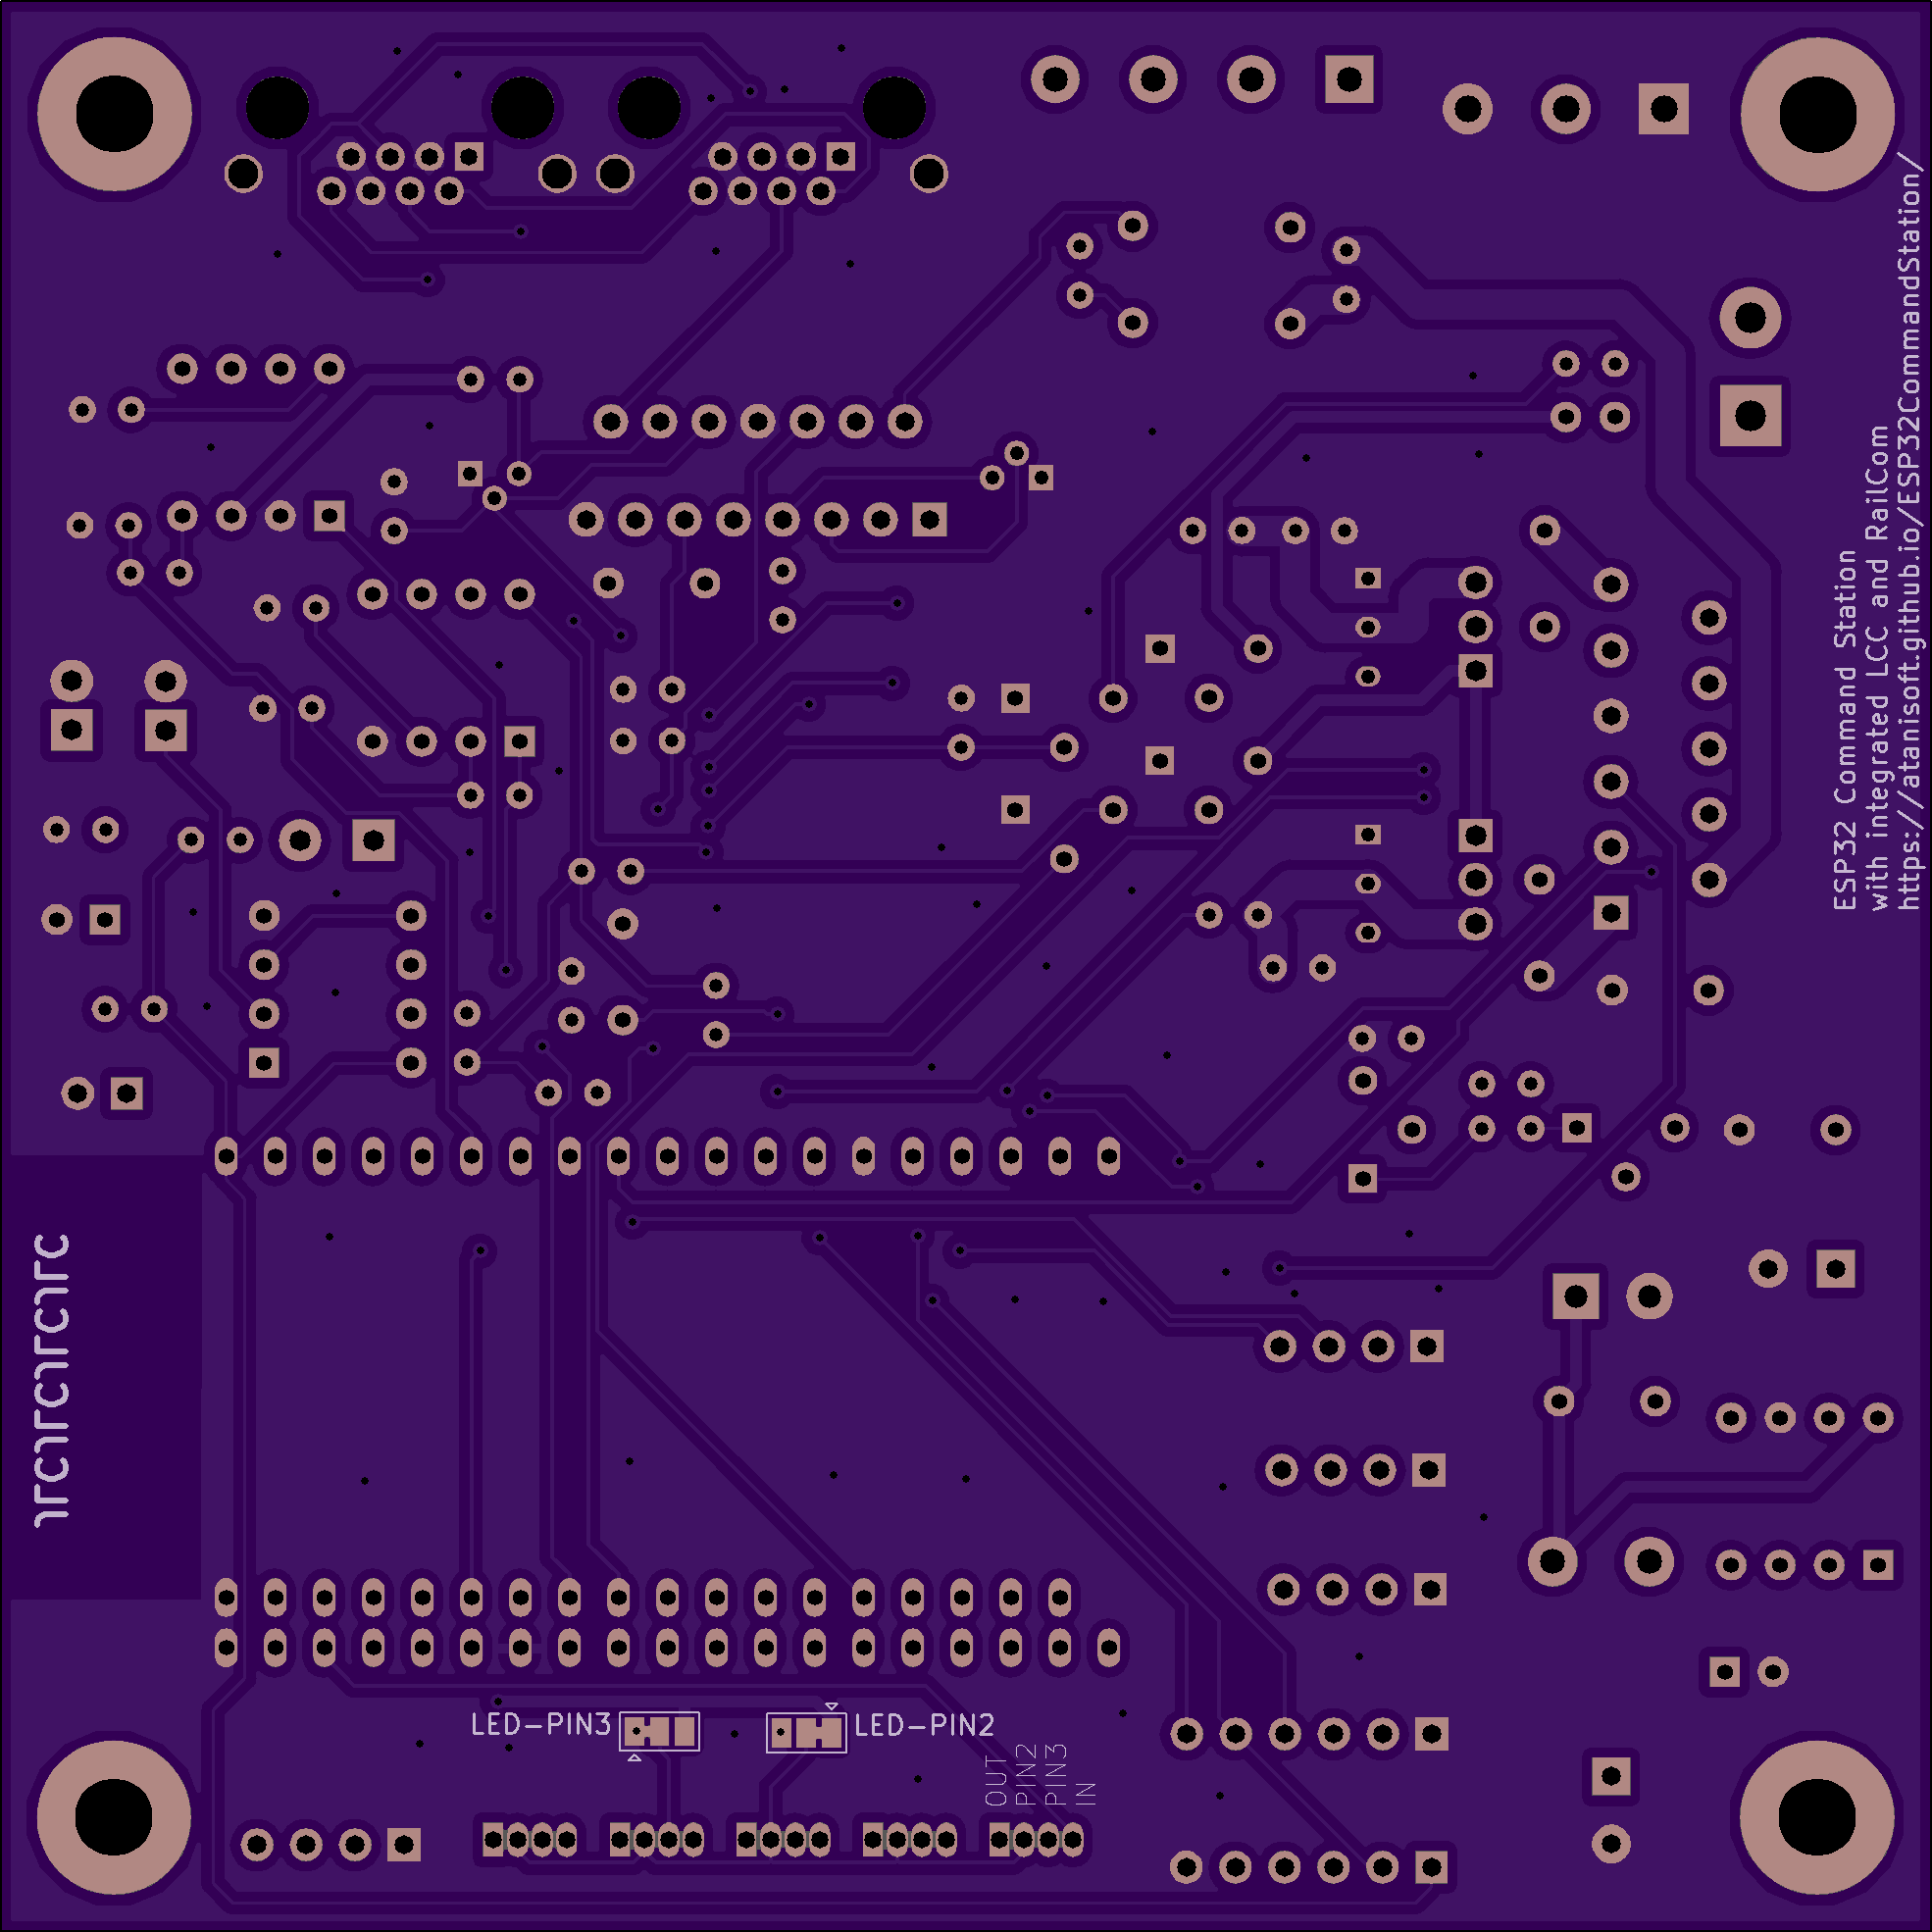 ESP32 Command Station
with integrated LCC and RailCom
https://atanisoft.github.io/ESP32CommandStation/
LED-PIN3
LED-PIN2
OUT
PIN2
PIN3
IN